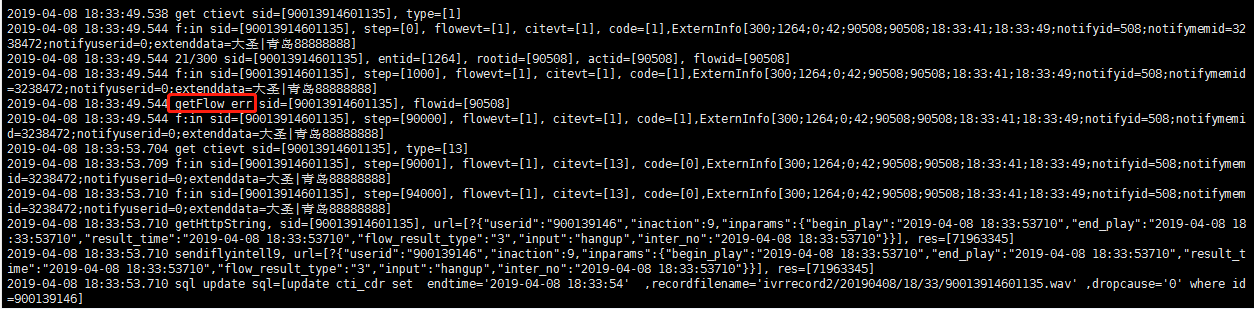 2019-04-08 18:33:49.538 get ctievt sid=[90013914601135], type=[1]
2019-04-08 18:33:49.544 f:in sid=[90013914601135], step=[0], flowevt=[1], citevt=[1], code=[1],ExternInfo[300;1264;0;42;90508;90508;18:33:41;18:33:49;notifyid=508;notifymemid=32
38472;notifyuserid=0;extenddata=大圣|青岛88888888]
2019-04-08 18:33:49.544 21/300 sid=[90013914601135], entid=[1264], rootid=[90508], actid=[90508], flowid=[90508]
2019-04-08 18:33:49.544 f:in sid=[90013914601135], step=[1000], flowevt=[1], citevt=[1], code=[1],ExternInfo[300;1264;0;42;90508;90508;18:33:41;18:33:49;notifyid=508;notifymemid
=3238472;notifyuserid=0;extenddata=大圣|青岛88888888]
2019-04-08 18:33:49.544 getFlow err sid=[90013914601135], flowid=[90508]
2019-04-08 18:33:49.544 f:in sid=[90013914601135], step=[90000], flowevt=[1], citevt=[1], code=[1],ExternInfo[300;1264;0;42;90508;90508;18:33:41;18:33:49;notifyid=508;notifymemi
d=3238472;notifyuserid=0;extenddata=大圣|青岛88888888]
2019-04-08 18:33:53.704 get ctievt sid=[90013914601135], type=[13]
2019-04-08 18:33:53.709 f:in sid=[90013914601135], step=[90001], flowevt=[1], citevt=[13], code=[0],ExternInfo[300;1264;0;42;90508;90508;18:33:41;18:33:49;notifyid=508;notifymem
id=3238472;notifyuserid=0;extenddata=大圣|青岛88888888]
2019-04-08 18:33:53.710 f:in sid=[90013914601135], step=[94000], flowevt=[1], citevt=[13], code=[0],ExternInfo[300;1264;0;42;90508;90508;18:33:41;18:33:49;notifyid=508;notifymem
id=3238472;notifyuserid=0;extenddata=大圣|青岛88888888]
2019-04-08 18:33:53.710 getHttpString, sid=[90013914601135], url=[?{"userid":"900139146","inaction":9,"inparams":{"begin_play":"2019-04-08 18:33:53710","end_play":"2019-04-08 18
:33:53710","result_time":"2019-04-08 18:33:53710","flow_result_type":"3","input":"hangup","inter_no":"2019-04-08 18:33:53710"}}], res=[71963345]
2019-04-08 18:33:53.710 sendiflyintell9, url=[?{"userid":"900139146","inaction":9,"inparams":{"begin_play":"2019-04-08 18:33:53710","end_play":"2019-04-08 18:33:53710","result_t
ime":"2019-04-08 18:33:53710","flow_result_type":"3","input":"hangup","inter_no":"2019-04-08 18:33:53710"}}], res=[71963345]
2019-04-08 18:33:53.710 sql update sql=[update cti_cdr set  endtime='2019-04-08 18:33:54'  ,recordfilename='ivrrecord2/20190408/18/33/90013914601135.wav' ,dropcause='0' where id
=900139146]